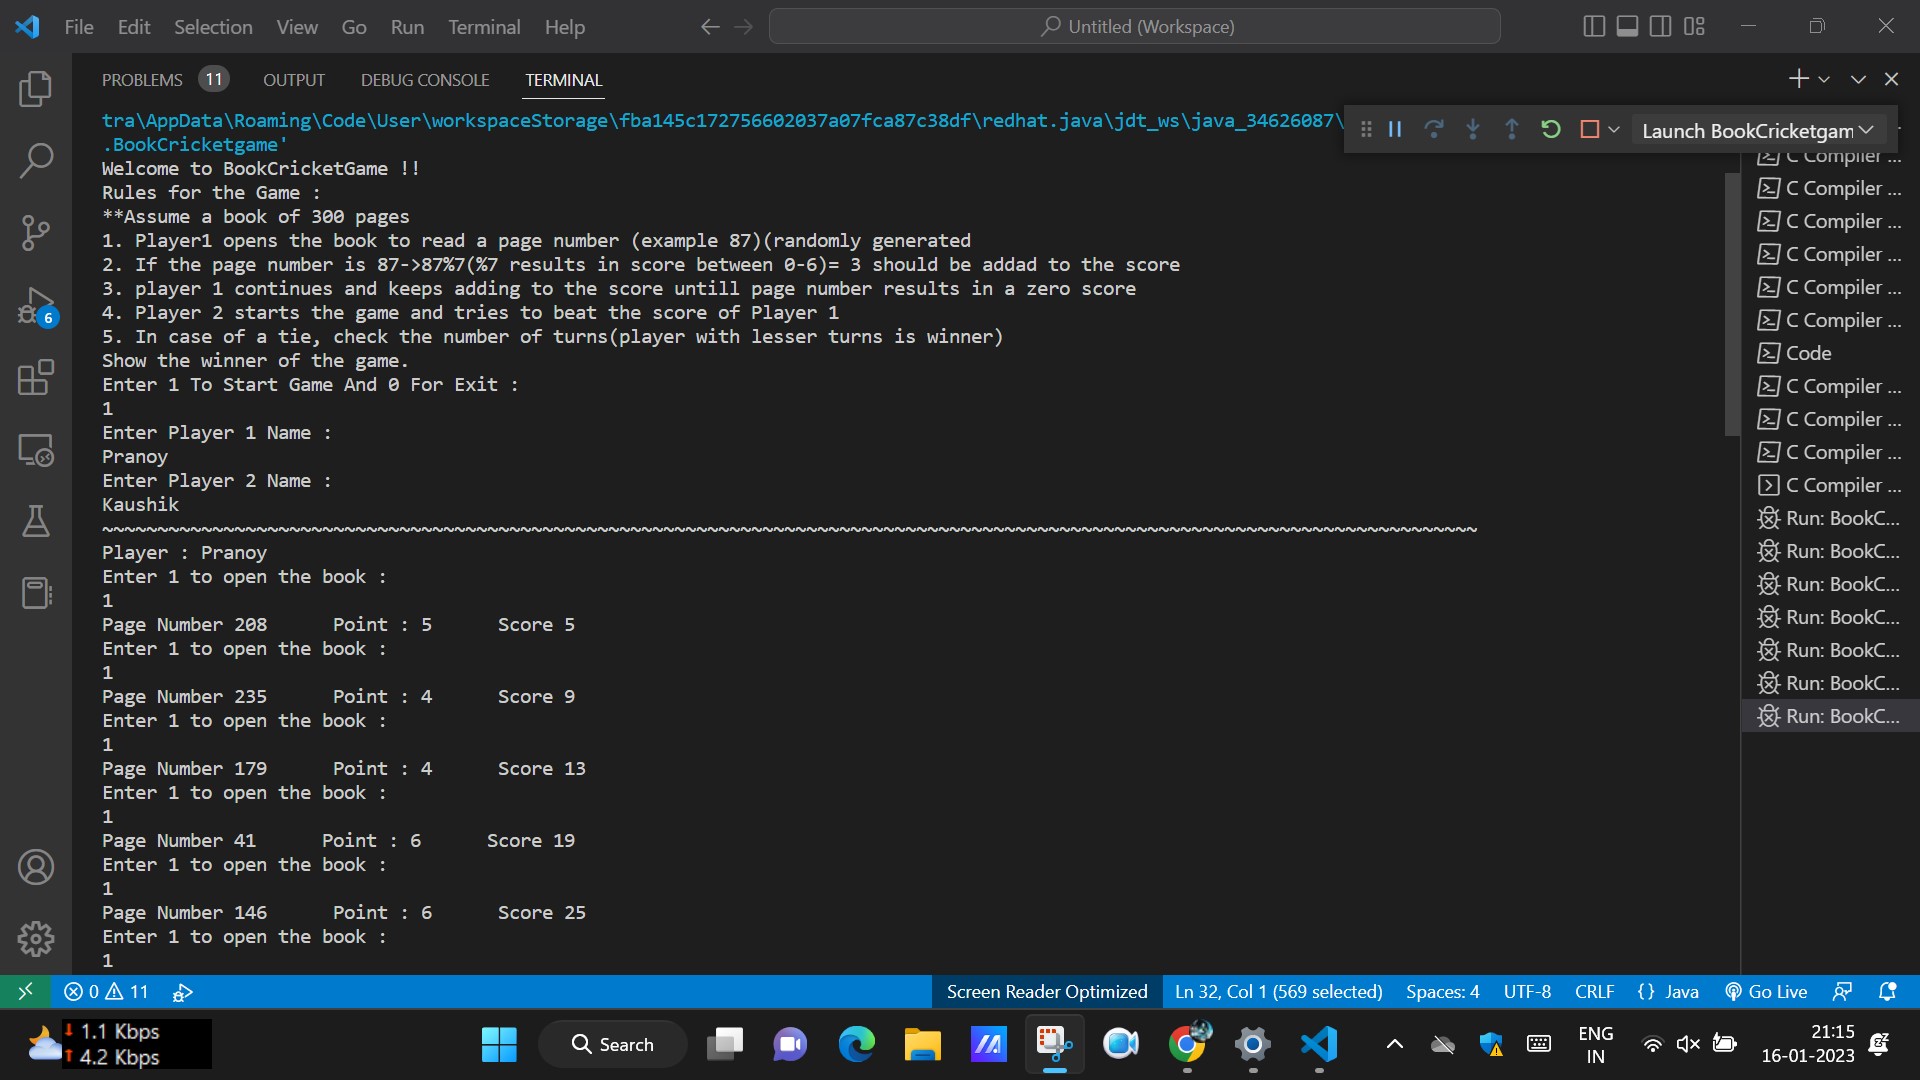 File Edit Selection View Go Run Terminal Help
Untitled (Workspace)
PROBLEMS 11 OUTPUT DEBUG CONSOLE TERMINAL
tra\AppData\Roaming\Code\User\workspaceStorage\fba145c172756602037a07fca87c38df\redhat.java\jdt_ws\java_34626087\
.BookCricketgame'
Launch BookCricketgam
Welcome to BookCricketGame !!
Rules for the Game :
**Assume a book of 300 pages
1. Player1 opens the book to read a page number (example 87)(randomly generated
2. If the page number is 87->87%7(%7 results in score between 0-6)= 3 should be addad to the score
3. player 1 continues and keeps adding to the score untill page number results in a zero score
4. Player 2 starts the game and tries to beat the score of Player 1
5. In case of a tie, check the number of turns(player with lesser turns is winner)
Show the winner of the game.
Enter 1 To Start Game And 0 For Exit :
1
Enter Player 1 Name :
Pranoy
Enter Player 2 Name :
Kaushik
~~~~~~~~~~~~~~~~~~~~~~~~~~~~~~~~~~~~~~~~~~~~~~~~~~~~~~~~~~~~~~~~~~~~~~~~~~~~~~~~~~~~~~~~~~~~~~~~~~~~~~~~~~~~~~~~~~~~~~~~~~~~~
Player : Pranoy
Enter 1 to open the book :
1
Page Number 208      Point : 5      Score 5
Enter 1 to open the book :
1
Page Number 235      Point : 4      Score 9
Enter 1 to open the book :
1
Page Number 179      Point : 4      Score 13
Enter 1 to open the book :
1
Page Number 41      Point : 6      Score 19
Enter 1 to open the book :
1
Page Number 146      Point : 6      Score 25
Enter 1 to open the book :
1
C Compiler ...
C Compiler ...
C Compiler ...
C Compiler ...
C Compiler ...
C Compiler ...
Code
C Compiler ...
C Compiler ...
C Compiler ...
C Compiler ...
Run: BookC...
Run: BookC...
Run: BookC...
Run: BookC...
Run: BookC...
Run: BookC...
Run: BookC...
6
0 11 Screen Reader Optimized Ln 32, Col 1 (569 selected) Spaces: 4 UTF-8 CRLF {} Java Go Live
1.1 Kbps
4.2 Kbps
Search
ENG
IN
21:15
16-01-2023